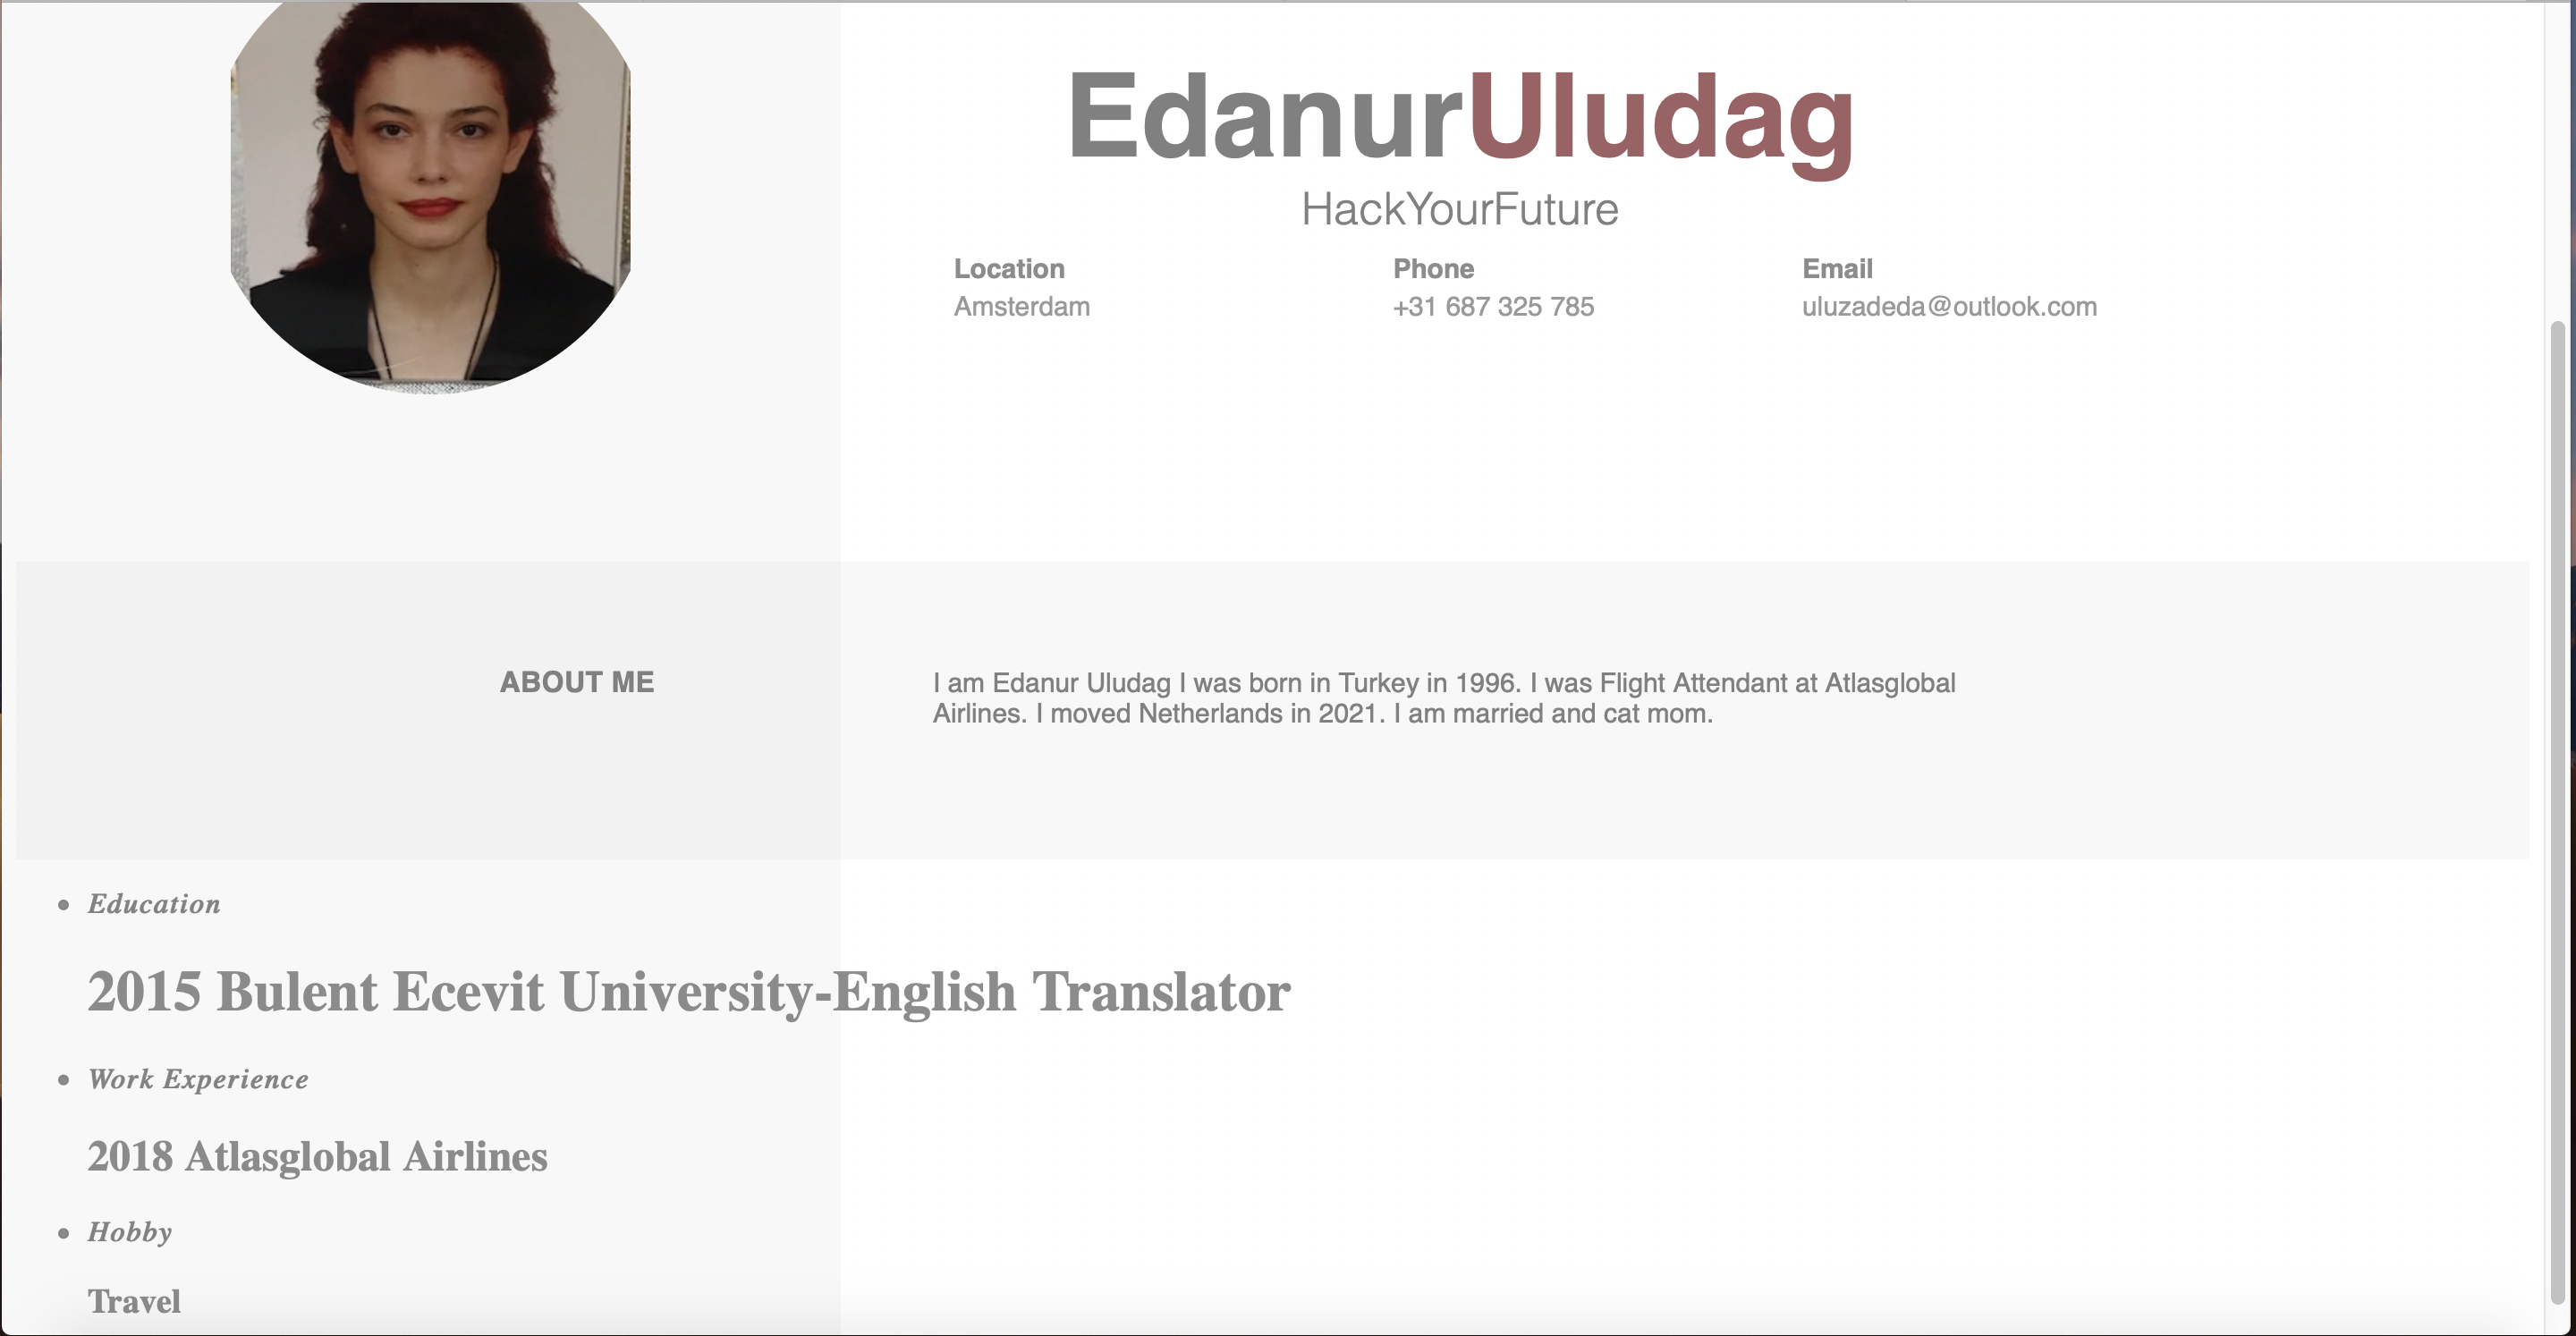 EdanurUludag
HackYourFuture
Location
Amsterdam
Phone
+31 687 325 785
Email
uluzadeda@outlook.com
ABOUT ME
I am Edanur Uludag I was born in Turkey in 1996. I was Flight Attendant at Atlasglobal
Airlines. I moved Netherlands in 2021. I am married and cat mom.
• Education
2015 Bulent Ecevit University-English Translator
• Work Experience
2018 Atlasglobal Airlines
• Hobby
Travel